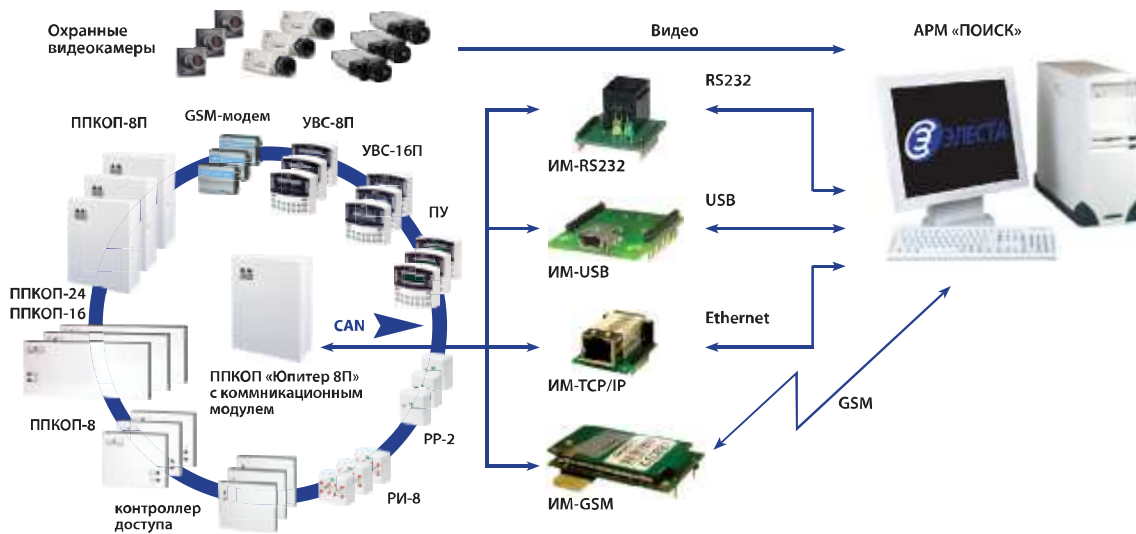 Охранные
видеокамеры
Видео
АРМ «ПОИСК»
RS232
ППКОП-8П
GSM-модем
УВС-8П
УВС-16П
ИМ-RS232
ЭЛЕСТА
USB
ПУ
ИМ-USB
ППКОП-24
ППКОП-16
CAN
Ethernet
ППКОП «Юпитер 8П»
с коммникационным
модулем
ИМ-TCP/IP
GSM
ППКОП-8
РР-2
РИ-8
ИМ-GSM
контроллер
доступа